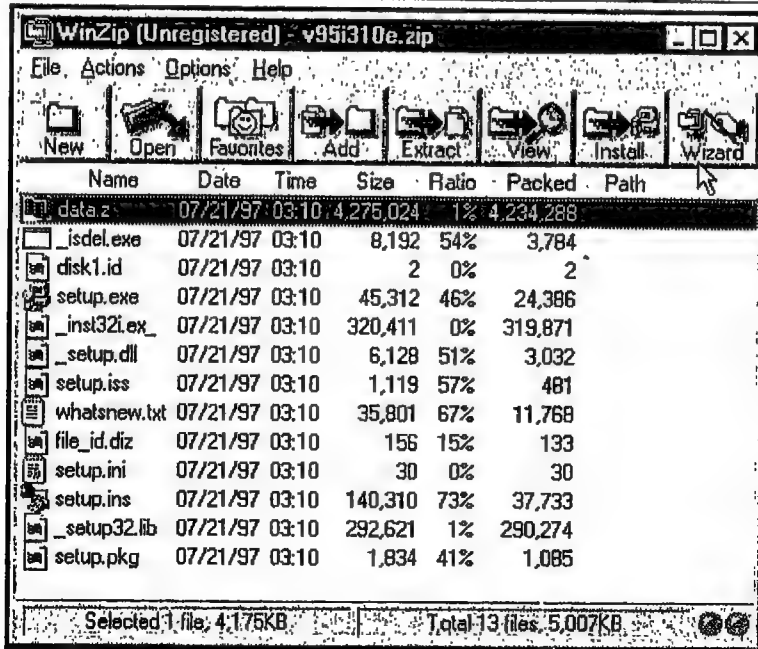 WinZip (Unregistered) - v95i310e.zip
File Actions Options Help
New Open Favorites Add Extract View Install Wizard
Name Date Time Size Ratio Packed Path
data.z 07/21/97 03:10 4,275,024 1% 4,234,288
_isdel.exe 07/21/97 03:10 8,192 54% 3,784
disk1.id 07/21/97 03:10 2 0% 2
setup.exe 07/21/97 03:10 45,312 46% 24,386
_inst32i.ex_ 07/21/97 03:10 320,411 0% 319,871
_setup.dll 07/21/97 03:10 6,128 51% 3,032
setup.iss 07/21/97 03:10 1,119 57% 481
whatsnew.txt 07/21/97 03:10 35,801 67% 11,768
file_id.diz 07/21/97 03:10 156 15% 133
setup.ini 07/21/97 03:10 30 0% 30
setup.ins 07/21/97 03:10 140,310 73% 37,733
_setup32.lib 07/21/97 03:10 292,621 1% 290,274
setup.pkg 07/21/97 03:10 1,834 41% 1,085
Selected 1 file, 4,175KB Total 13 files, 5,007KB